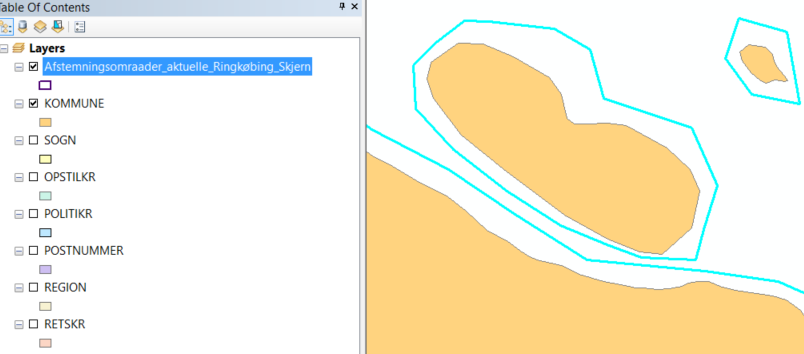 Table Of Contents
Layers
Afstemningsomraader_aktuelle_Ringkøbing_Skjern
KOMMUNE
SOGN
OPSTILKR
POLITIKR
POSTNUMMER
REGION
RETSKR